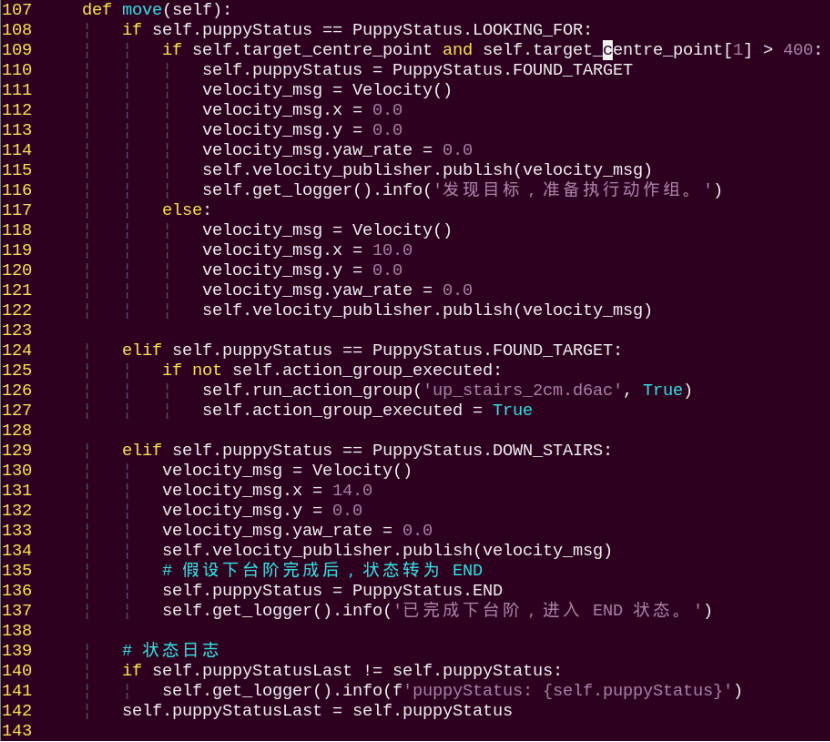 107     def move(self):
108         if self.puppyStatus == PuppyStatus.LOOKING_FOR:
109             if self.target_centre_point and self.target_centre_point[1] > 400:
110                 self.puppyStatus = PuppyStatus.FOUND_TARGET
111                 velocity_msg = Velocity()
112                 velocity_msg.x = 0.0
113                 velocity_msg.y = 0.0
114                 velocity_msg.yaw_rate = 0.0
115                 self.velocity_publisher.publish(velocity_msg)
116                 self.get_logger().info('发现目标，准备执行动作组。')
117             else:
118                 velocity_msg = Velocity()
119                 velocity_msg.x = 10.0
120                 velocity_msg.y = 0.0
121                 velocity_msg.yaw_rate = 0.0
122                 self.velocity_publisher.publish(velocity_msg)
123
124         elif self.puppyStatus == PuppyStatus.FOUND_TARGET:
125             if not self.action_group_executed:
126                 self.run_action_group('up_stairs_2cm.d6ac', True)
127                 self.action_group_executed = True
128
129         elif self.puppyStatus == PuppyStatus.DOWN_STAIRS:
130             velocity_msg = Velocity()
131             velocity_msg.x = 14.0
132             velocity_msg.y = 0.0
133             velocity_msg.yaw_rate = 0.0
134             self.velocity_publisher.publish(velocity_msg)
135             # 假设下台阶完成后，状态转为 END
136             self.puppyStatus = PuppyStatus.END
137             self.get_logger().info('已完成下台阶，进入 END 状态。')
138
139         # 状态日志
140         if self.puppyStatusLast != self.puppyStatus:
141             self.get_logger().info(f'puppyStatus: {self.puppyStatus}')
142         self.puppyStatusLast = self.puppyStatus
143